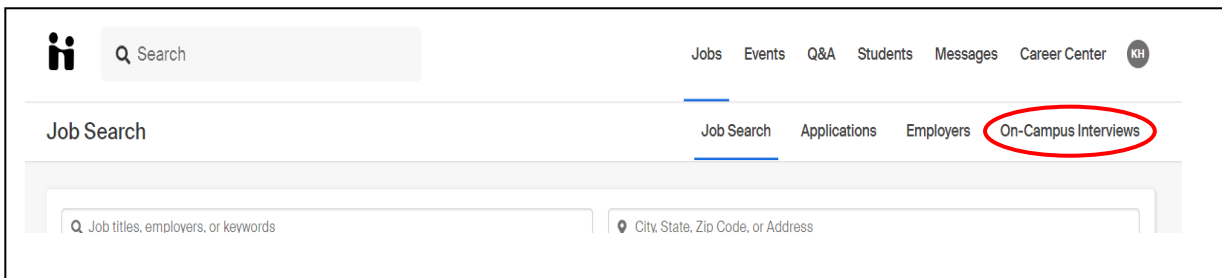 Search Jobs Events Q&A Students Messages Career Center KH
Job Search Job Search Applications Employers On-Campus Interviews
Job titles, employers, or keywords City, State, Zip Code, or Address